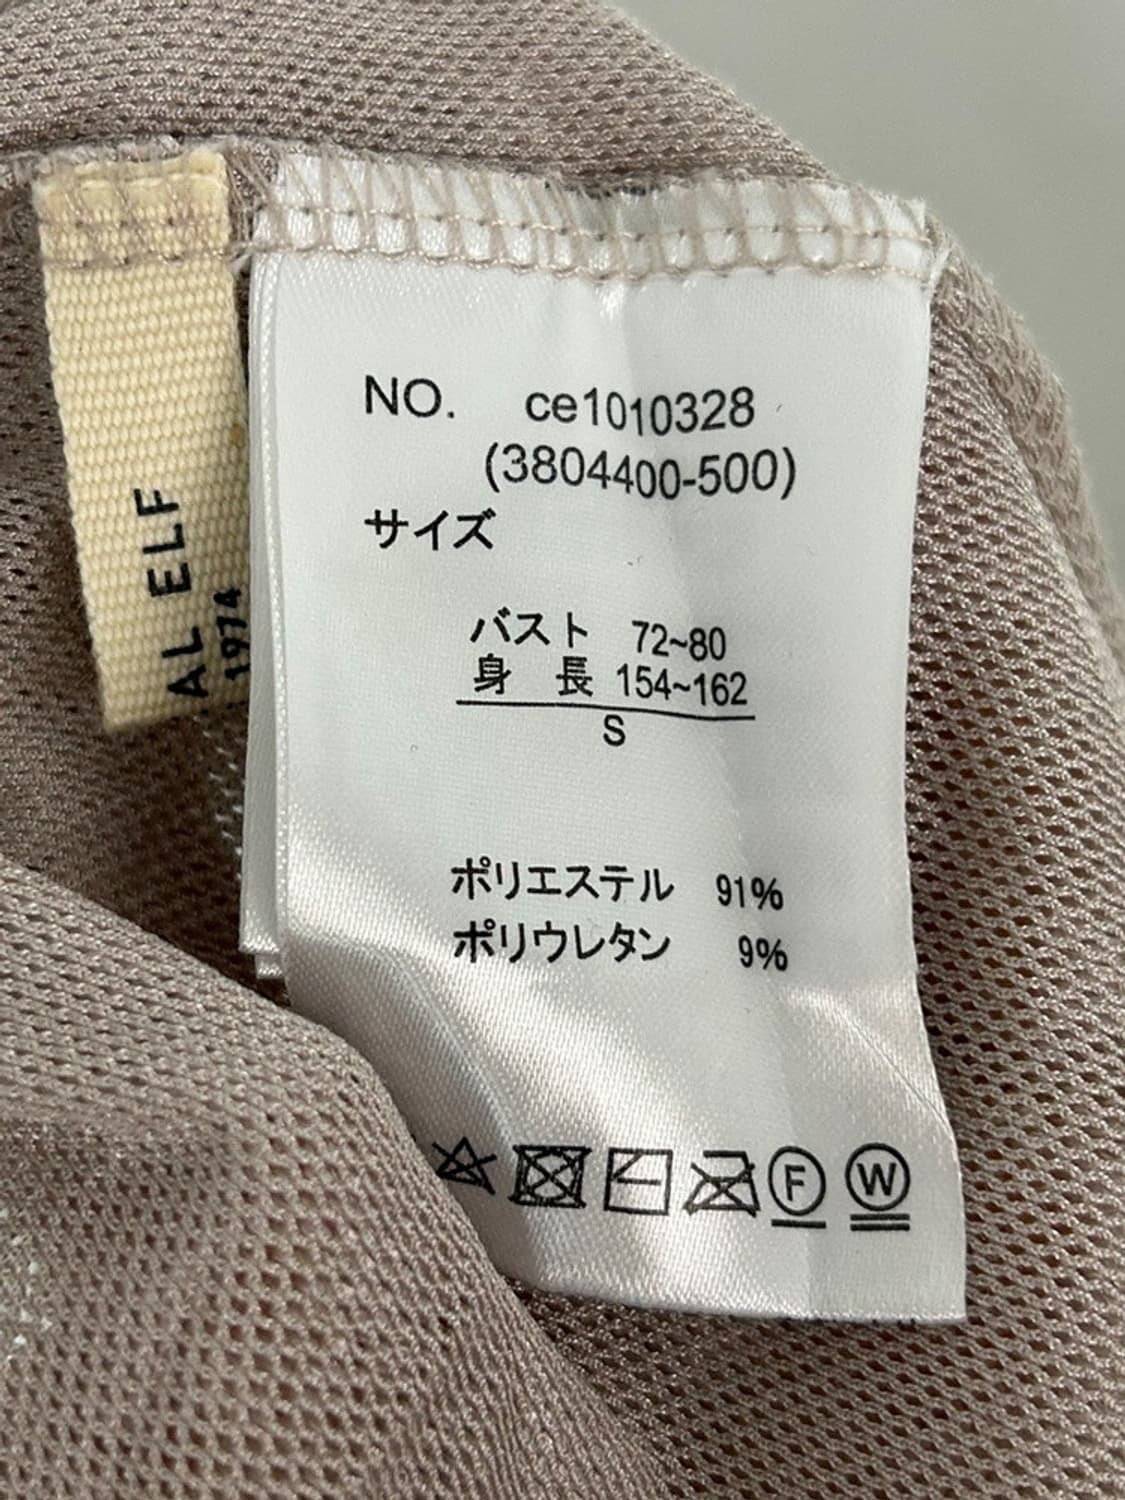 NO. ce1010328
(3804400-500)
サイズ
バスト 72~80
身 長 154~162
S
ポリエステル 91%
ポリウレタン 9%
F W
AL ELF
1974